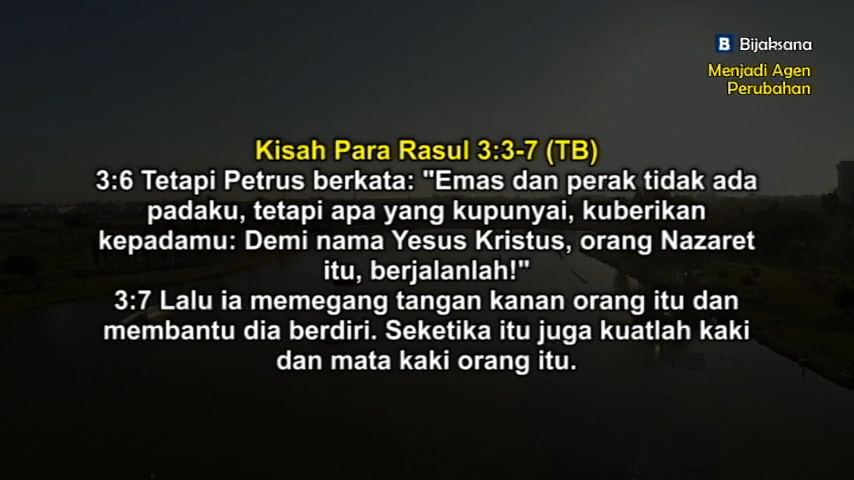 B Bijaksana
Menjadi Agen
Perubahan
Kisah Para Rasul 3:3-7 (TB)
3:6 Tetapi Petrus berkata: "Emas dan perak tidak ada
padaku, tetapi apa yang kupunyai, kuberikan
kepadamu: Demi nama Yesus Kristus, orang Nazaret
itu, berjalanlah!"
3:7 Lalu ia memegang tangan kanan orang itu dan
membantu dia berdiri. Seketika itu juga kuatlah kaki
dan mata kaki orang itu.